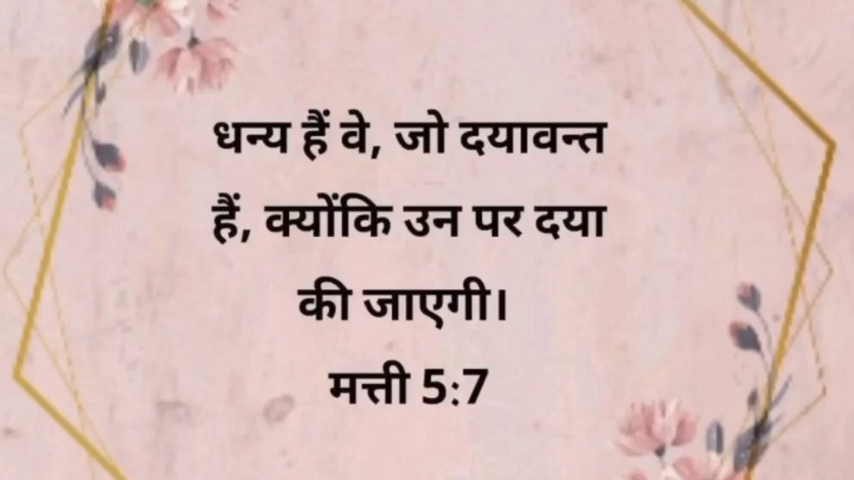 धन्य हैं वे, जो दयावन्त
हैं, क्योंकि उन पर दया
की जाएगी।
मत्ती 5:7